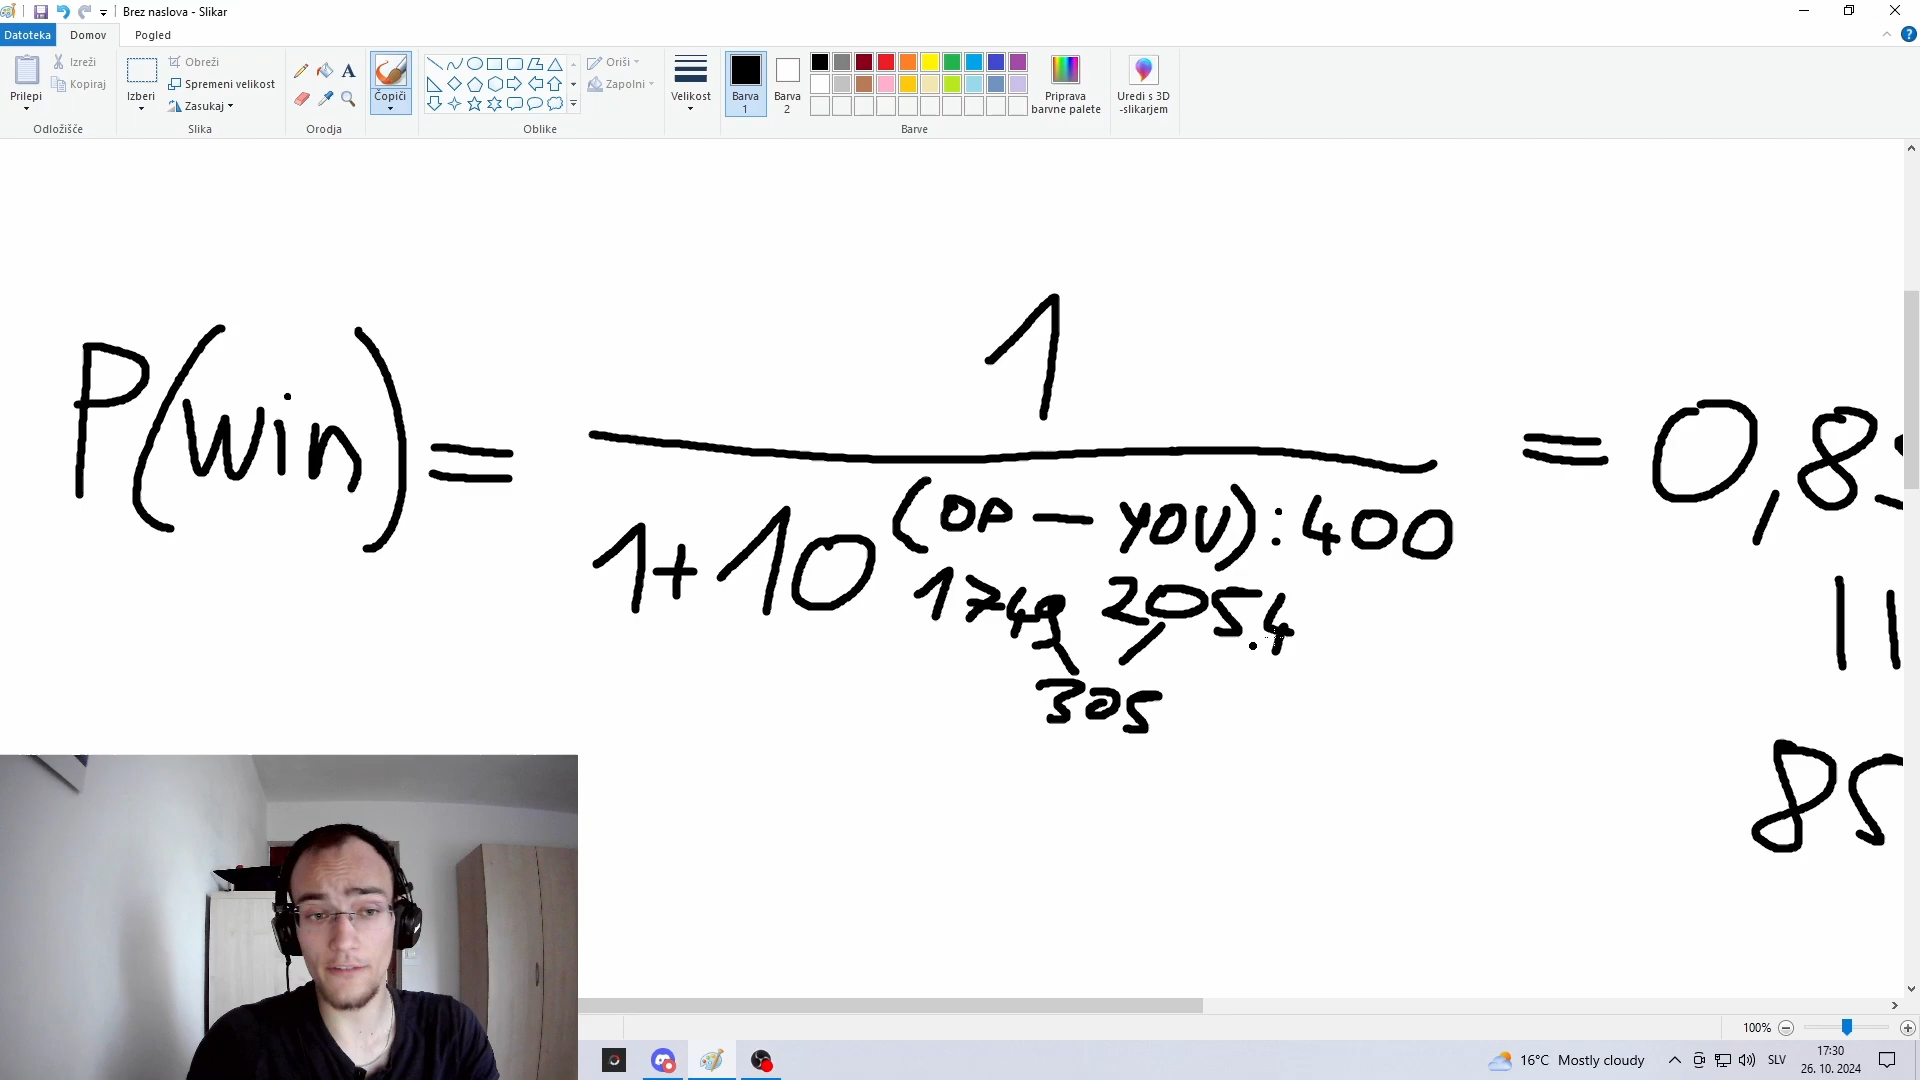 Brez naslova - Slikar
Datoteka Domov Pogled
Prilepi
Izreži
Kopiraj
Odložišče
Izberi
Obreži
Spremeni velikost
Zasukaj
Slika
Orodja
Čopiči
Oblike
Oriši
Zapolni
Velikost
Barva 1
Barva 2
Barve
Priprava barvne palete
Uredi s 3D -slikarjem
P(win) = 1
1+10 (OP — YOU):400
= 0,8
1749 2054
305
11
85
100%
16°C Mostly cloudy
SLV
17:30
26. 10. 2024